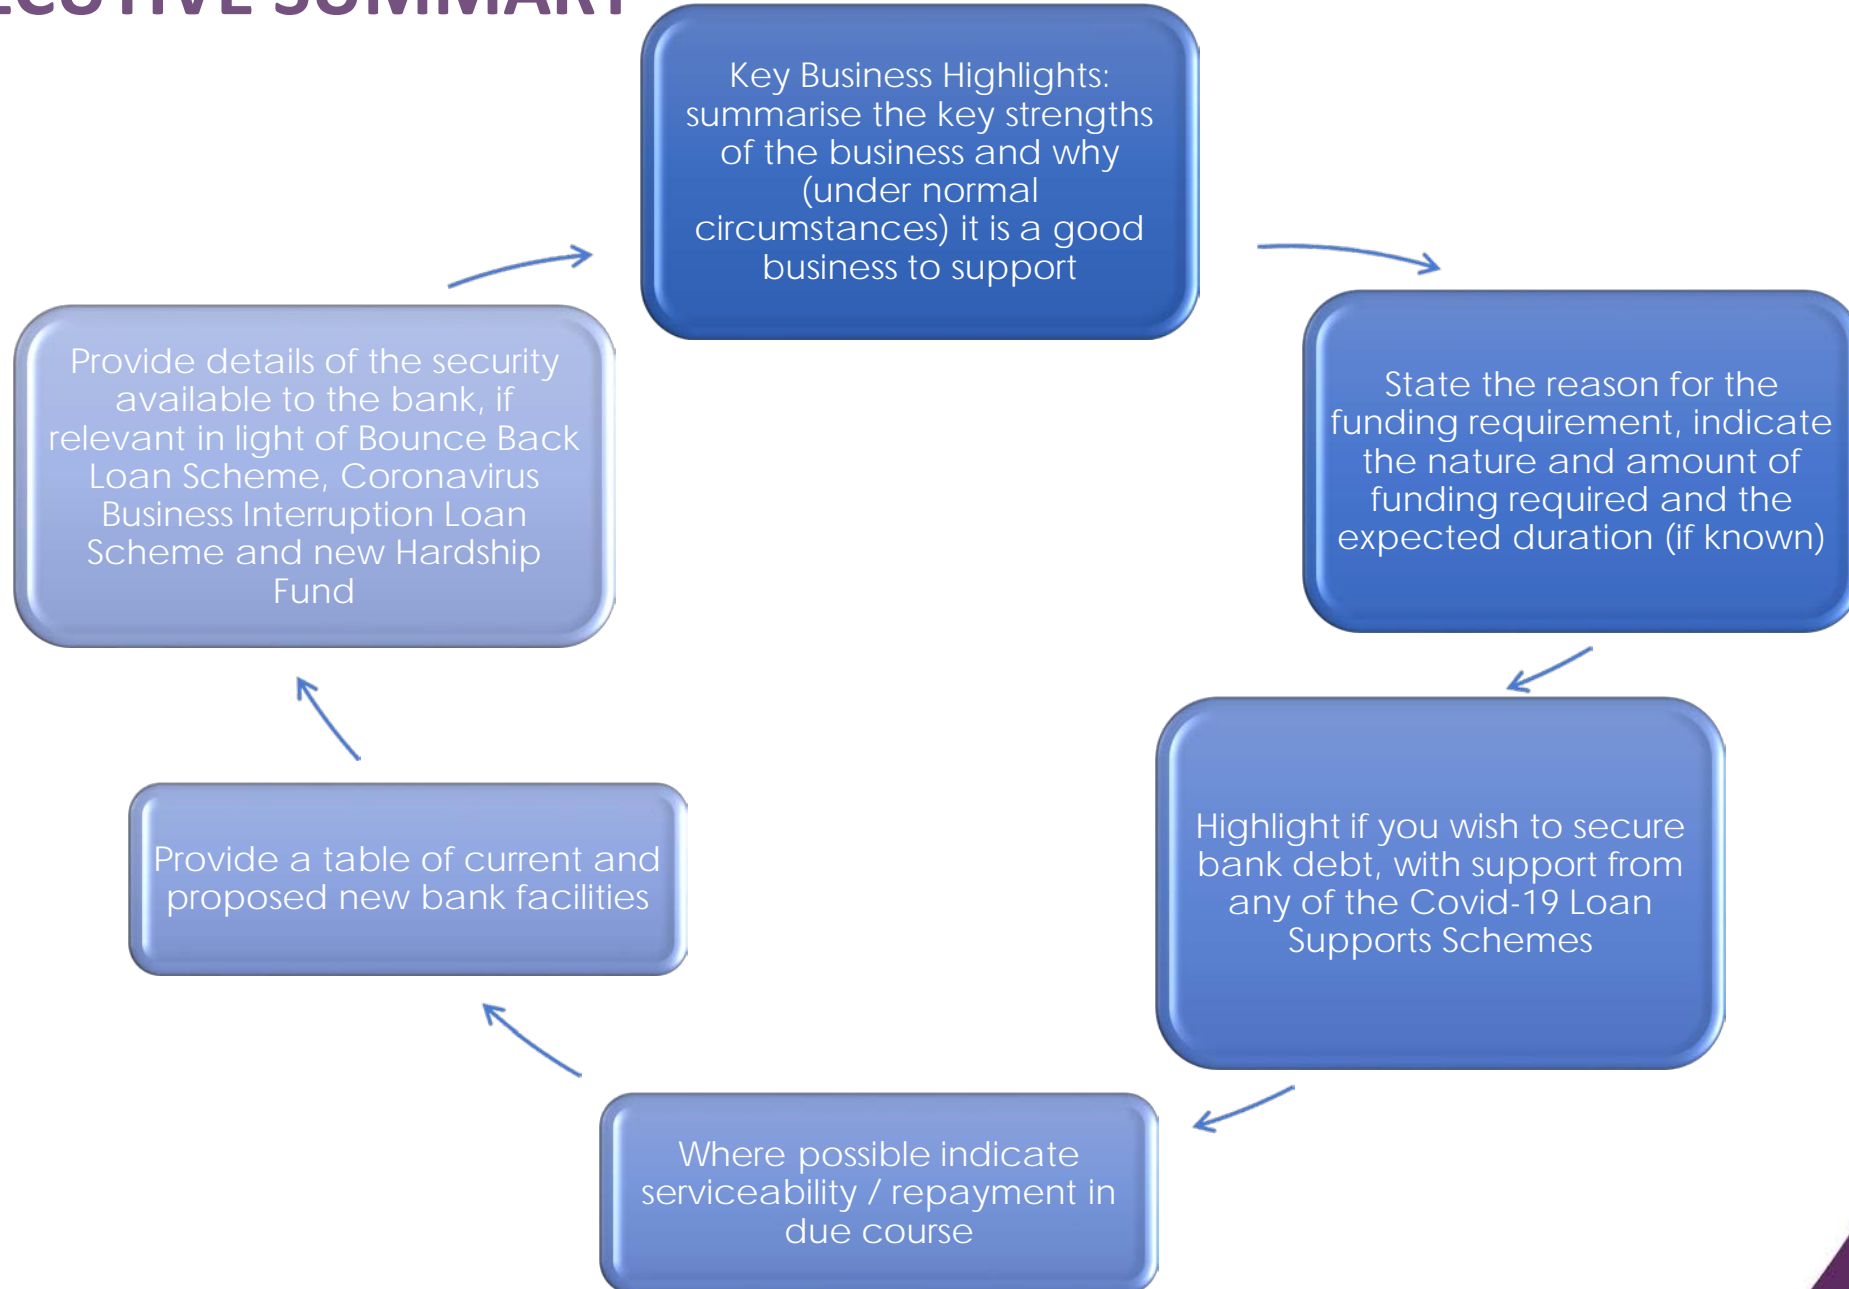 ECUTIVE SUMMARY
Key Business Highlights:
summarise the key strengths
of the business and why
(under normal
circumstances) it is a good
business to support
State the reason for the
funding requirement, indicate
the nature and amount of
funding required and the
expected duration (if known)
Highlight if you wish to secure
bank debt, with support from
any of the Covid-19 Loan
Supports Schemes
Where possible indicate
serviceability / repayment in
due course
Provide a table of current and
proposed new bank facilities
Provide details of the security
available to the bank, if
relevant in light of Bounce Back
Loan Scheme, Coronavirus
Business Interruption Loan
Scheme and new Hardship
Fund